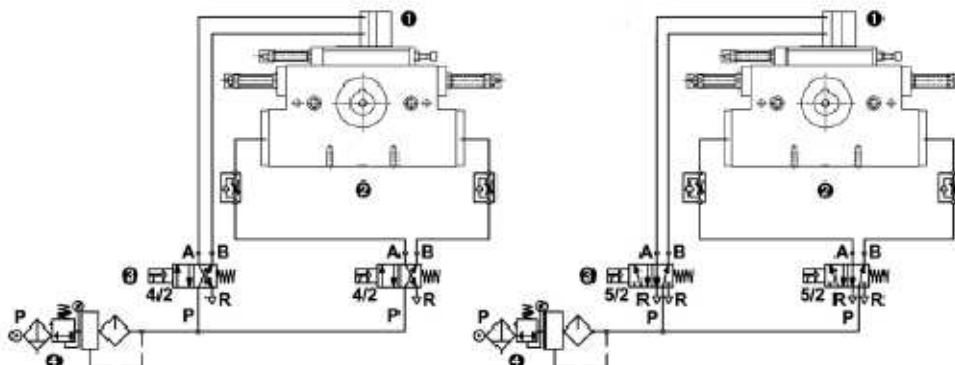 ❶ ❶
❷ ❷
A B A B A B A B
❸ 4/2 R 4/2 R ❸ 5/2 R R 5/2 R R
P P P P
P P
❹ ❹